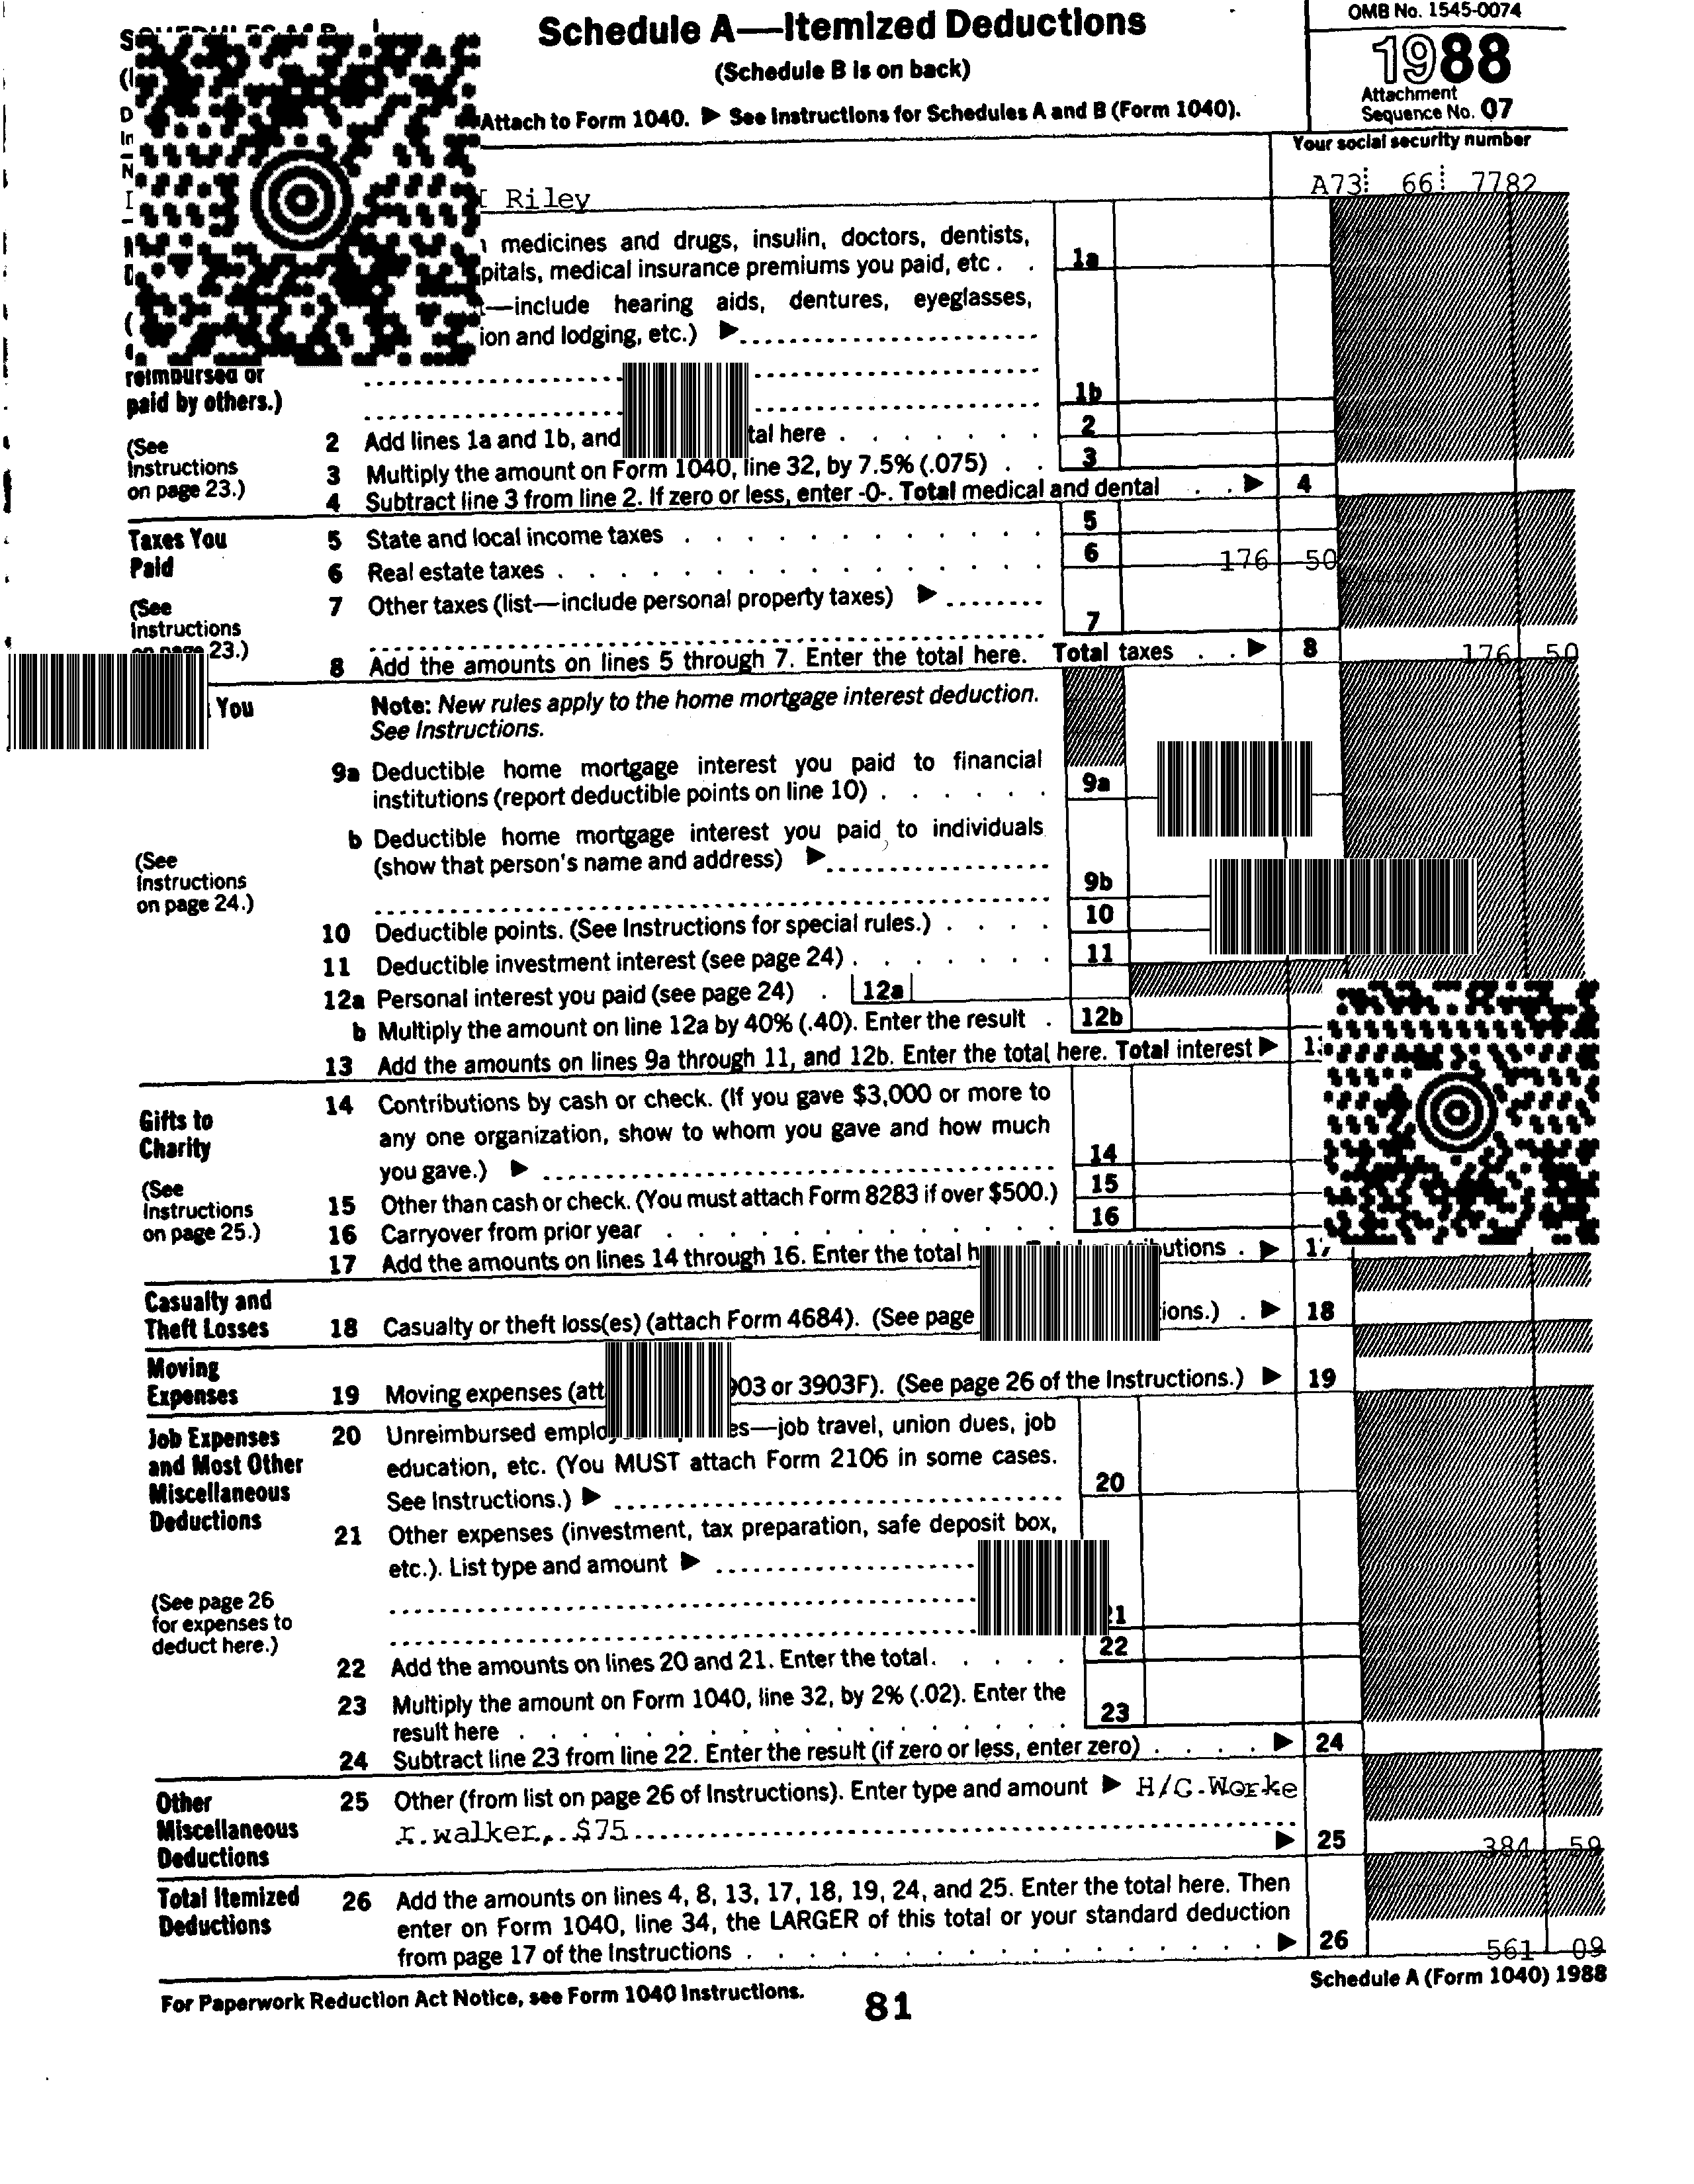 Schedule A—Itemized Deductions
OMB No. 1545-0074
(Schedule B is on back)
1988
Attach to Form 1040. ▶ See Instructions for Schedules A and B (Form 1040).
Attachment
Sequence No. 07
Your social security number
Riley
A73 66 7782
medicines and drugs, insulin, doctors, dentists,
pitals, medical insurance premiums you paid, etc . . 1a
—include hearing aids, dentures, eyeglasses,
ion and lodging, etc.) ▶
reimbursed or
paid by others.)
1b
(See
Instructions
on page 23.)
2 Add lines 1a and 1b, and tal here . . . . . . . 2
3 Multiply the amount on Form 1040, line 32, by 7.5% (.075) . . 3
4 Subtract line 3 from line 2. If zero or less, enter -0-. Total medical and dental . . ▶ 4
Taxes You
Paid
(See
Instructions
on page 23.)
5 State and local income taxes . . . . . . . . . . . 5
6 Real estate taxes . . . . . . . . . . . . . . . 6 176 50
7 Other taxes (list—include personal property taxes) ▶
7
8 Add the amounts on lines 5 through 7. Enter the total here. Total taxes . . ▶ 8 176 50
You
Note: New rules apply to the home mortgage interest deduction.
See Instructions.
9a Deductible home mortgage interest you paid to financial
institutions (report deductible points on line 10) . . . . . . 9a
b Deductible home mortgage interest you paid to individuals
(show that person's name and address) ▶
(See
Instructions
on page 24.)
9b
10 Deductible points. (See Instructions for special rules.) . . . . 10
11 Deductible investment interest (see page 24) . . . . . . . 11
12a Personal interest you paid (see page 24) . 12a
b Multiply the amount on line 12a by 40% (.40). Enter the result . 12b
13 Add the amounts on lines 9a through 11, and 12b. Enter the total here. Total interest ▶
Gifts to
Charity
(See
Instructions
on page 25.)
14 Contributions by cash or check. (If you gave $3,000 or more to
any one organization, show to whom you gave and how much
you gave.) ▶ 14
15 Other than cash or check. (You must attach Form 8283 if over $500.) 15
16 Carryover from prior year . . . . . . . . . . . . 16
17 Add the amounts on lines 14 through 16. Enter the total utions . ▶
Casualty and
Theft Losses
18 Casualty or theft loss(es) (attach Form 4684). (See page ions.) . ▶ 18
Moving
Expenses
19 Moving expenses (att 03 or 3903F). (See page 26 of the Instructions.) ▶ 19
Job Expenses
and Most Other
Miscellaneous
Deductions
20 Unreimbursed emplo es—job travel, union dues, job
education, etc. (You MUST attach Form 2106 in some cases.
See Instructions.) ▶ 20
21 Other expenses (investment, tax preparation, safe deposit box,
etc.). List type and amount ▶
(See page 26
for expenses to
deduct here.)
22 Add the amounts on lines 20 and 21. Enter the total. . . . . 22
23 Multiply the amount on Form 1040, line 32, by 2% (.02). Enter the
result here . . . . . . . . . . . . . . . . . 23
24 Subtract line 23 from line 22. Enter the result (if zero or less, enter zero) . . . . ▶ 24
Other
Miscellaneous
Deductions
25 Other (from list on page 26 of Instructions). Enter type and amount ▶ H/C.Worke
r.walker,.$75
▶ 25 384 59
Total Itemized
Deductions
26 Add the amounts on lines 4, 8, 13, 17, 18, 19, 24, and 25. Enter the total here. Then
enter on Form 1040, line 34, the LARGER of this total or your standard deduction
from page 17 of the Instructions . . . . . . . . . . . . . . . . ▶ 26 561 09
For Paperwork Reduction Act Notice, see Form 1040 Instructions.
81
Schedule A (Form 1040) 1988